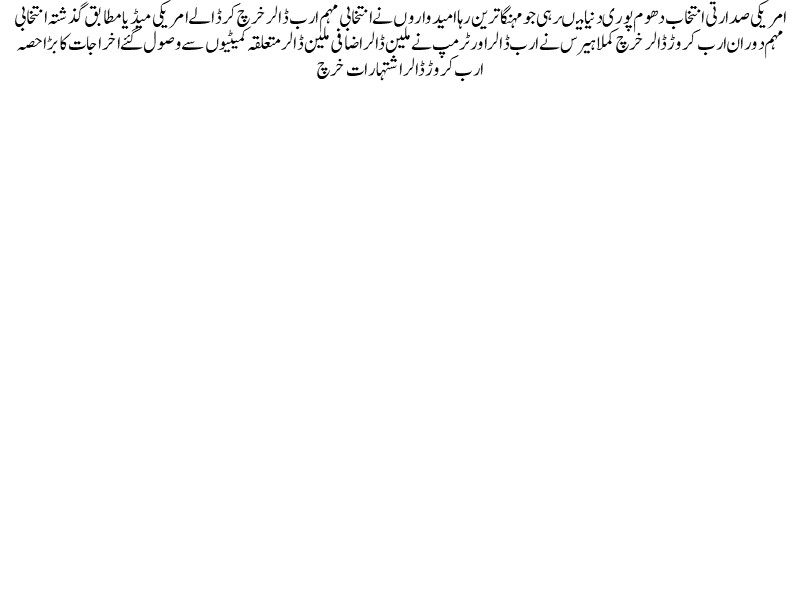 امریکی صدارتی انتخاب دھوم پوری دنیا میں رہی جو مہنگا ترین رہا امیدواروں نے انتخابی مہم ارب ڈالر خرچ کر ڈالے امریکی میڈیا مطابق گذشتہ انتخابی
مہم دوران ارب کروڑ ڈالر خرچ کملا ہیرس نے ارب ڈالر اور ٹرمپ نے ملین ڈالر اضافی ملین ڈالر متعلقہ کمیٹیوں سے وصول گئے اخراجات کا بڑا حصہ
ارب کروڑ ڈالر اشتہارات خرچ